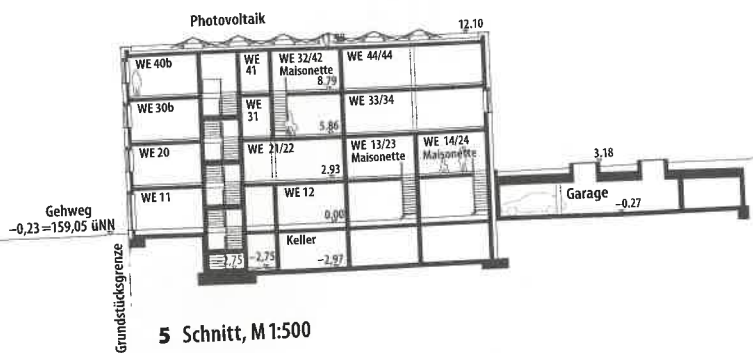 Photovoltaik
12.10
WE 40b
WE
41
WE 32/42
Maisonette
8.79
WE 44/44
WE 30b
WE
31
5.86
WE 33/34
WE 20
WE 21/22
2.93
WE 13/23
Maisonette
WE 14/24
Maisonette
3.18
WE 11
WE 12
0,00
Garage
-0.27
Gehweg
-0,23 =159,05 üNN
Keller
-2,75
-2,75
-2,97
Grundstücksgrenze
5 Schnitt, M 1:500